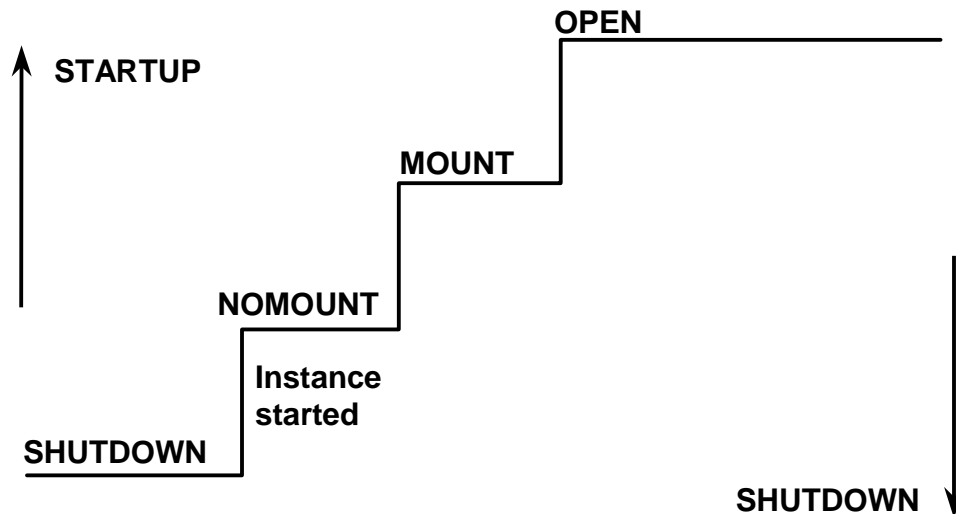 OPEN
STARTUP
MOUNT
NOMOUNT
Instance
started
SHUTDOWN
SHUTDOWN